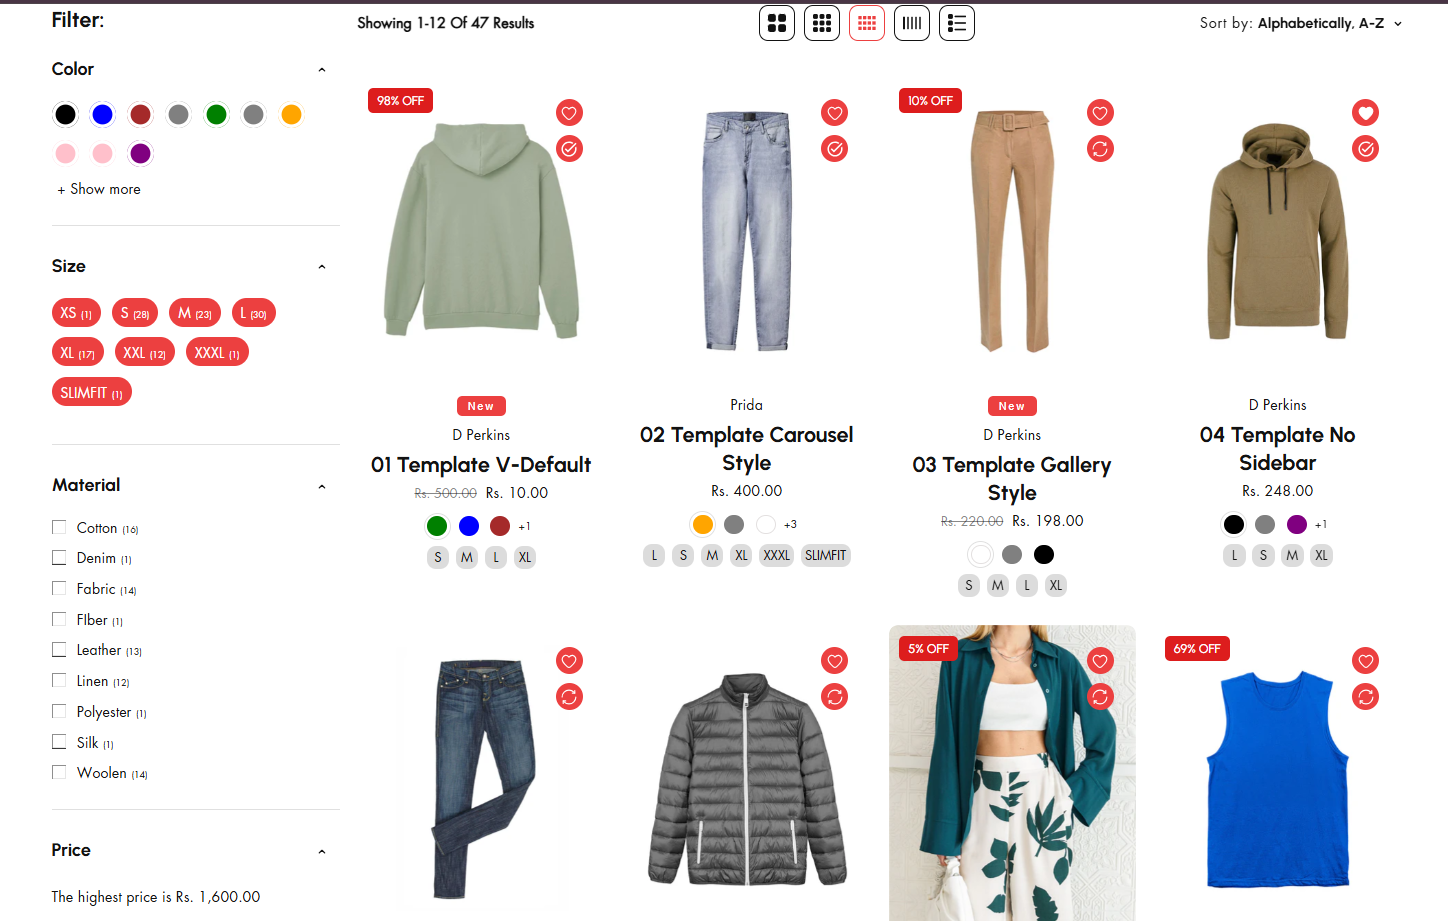 Filter:
Showing 1-12 Of 47 Results
Sort by: Alphabetically, A-Z
Color
+ Show more
Size
XS (1)
S (28)
M (23)
L (30)
XL (17)
XXL (12)
XXXL (1)
SLIMFIT (1)
Material
Cotton (16)
Denim (1)
Fabric (14)
FIber (1)
Leather (13)
Linen (12)
Polyester (1)
Silk (1)
Woolen (14)
Price
The highest price is Rs. 1,600.00
98% OFF
New
D Perkins
01 Template V-Default
Rs. 500.00 Rs. 10.00
+1
S M L XL
Prida
02 Template Carousel
Style
Rs. 400.00
+3
L S M XL XXXL SLIMFIT
10% OFF
New
D Perkins
03 Template Gallery
Style
Rs. 220.00 Rs. 198.00
S M L XL
D Perkins
04 Template No
Sidebar
Rs. 248.00
+1
L S M XL
5% OFF
69% OFF